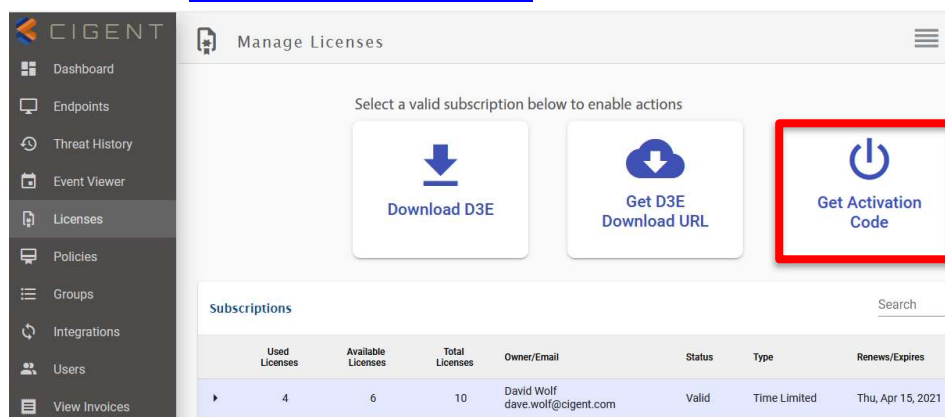 CIGENT
Manage Licenses
Dashboard
Endpoints
Threat History
Event Viewer
Licenses
Policies
Groups
Integrations
Users
View Invoices
Select a valid subscription below to enable actions
Download D3E
Get D3E
Download URL
Get Activation
Code
Subscriptions
Search
Used
Licenses
Available
Licenses
Total
Licenses
Owner/Email
Status
Type
Renews/Expires
4
6
10
David Wolf
dave.wolf@cigent.com
Valid
Time Limited
Thu, Apr 15, 2021